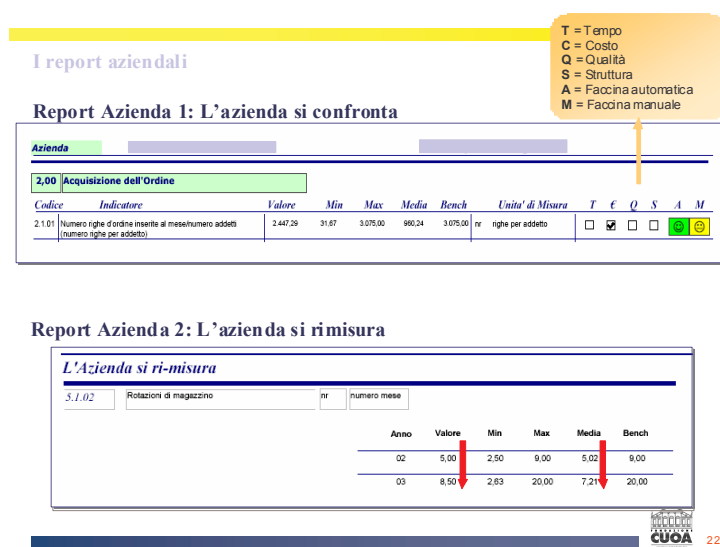 T = Tempo
C = Costo
Q = Qualità
S = Struttura
A = Faccina automatica
M = Faccina manuale
I report aziendali
Report Azienda 1: L'azienda si confronta
Azienda
2,00 Acquisizione dell'Ordine
Codice Indicatore Valore Min Max Media Bench Unita' di Misura T € Q S A M
2.1.01 Numero righe d'ordine inserite al mese/numero addetti 2.447,29 31,67 3.075,00 960,24 3.075,00 nr righe per addetto
(numero righe per addetto)
Report Azienda 2: L'azienda si rimisura
L'Azienda si ri-misura
5.1.02 Rotazioni di magazzino nr numero mese
Anno Valore Min Max Media Bench
02 5,00 2,50 9,00 5,02 9,00
03 8,50 2,63 20,00 7,21 20,00
FONDAZIONE
CUOA
22